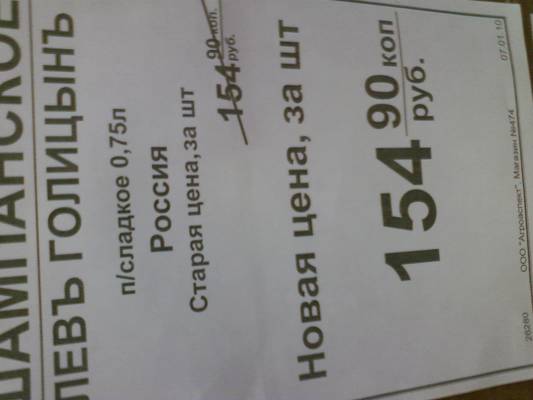 ШАМПАНСКОЕ
ЛЕВЪ ГОЛИЦЫНЪ
п/сладкое 0,75л
Россия
Старая цена,за шт
154 90 коп.
руб.
Новая цена, за шт
154 90 коп
руб.
26280 ООО "Агроаспект", Магазин №474 07.01.10